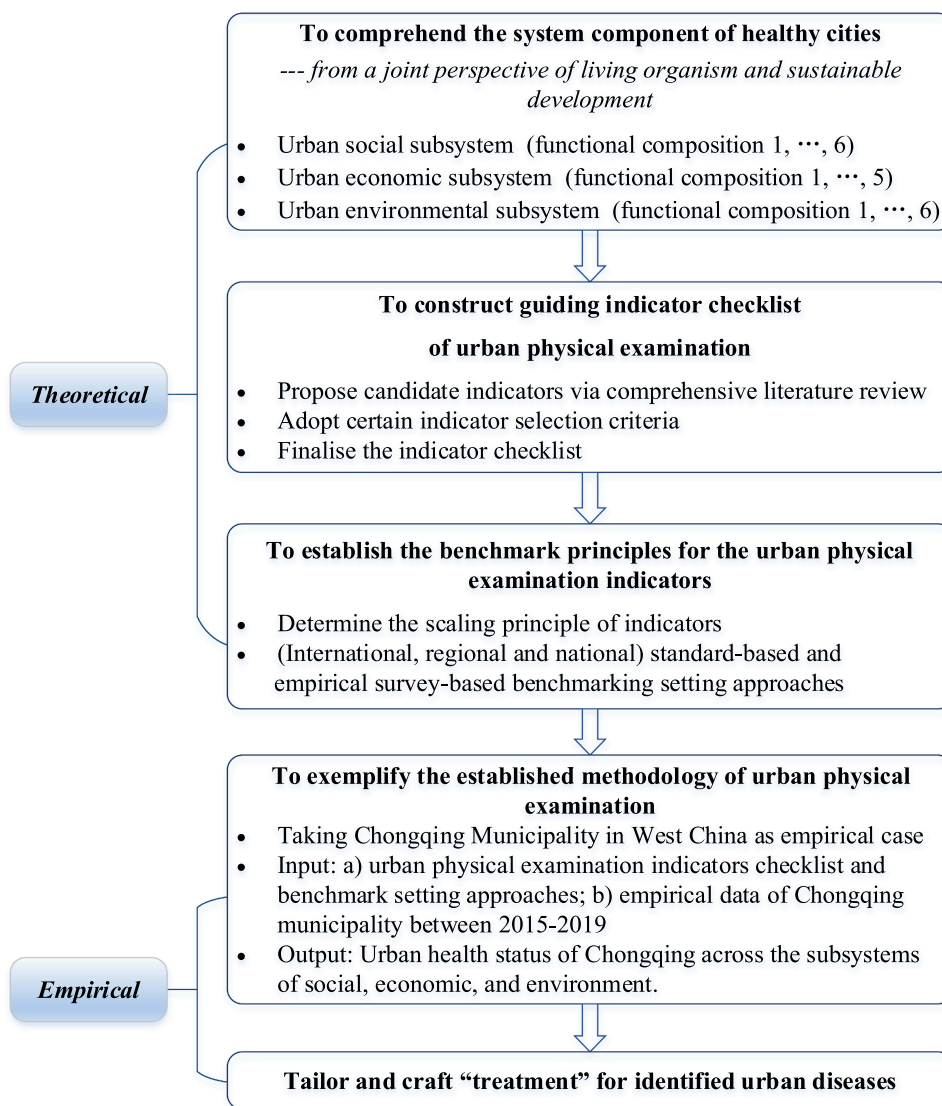 To comprehend the system component of healthy cities
--- from a joint perspective of living organism and sustainable
development
• Urban social subsystem (functional composition 1, ···, 6)
• Urban economic subsystem (functional composition 1, ···, 5)
• Urban environmental subsystem (functional composition 1, ···, 6)
To construct guiding indicator checklist
of urban physical examination
• Propose candidate indicators via comprehensive literature review
• Adopt certain indicator selection criteria
• Finalise the indicator checklist
Theoretical
To establish the benchmark principles for the urban physical
examination indicators
• Determine the scaling principle of indicators
• (International, regional and national) standard-based and
empirical survey-based benchmarking setting approaches
To exemplify the established methodology of urban physical
examination
• Taking Chongqing Municipality in West China as empirical case
• Input: a) urban physical examination indicators checklist and
benchmark setting approaches; b) empirical data of Chongqing
municipality between 2015-2019
• Output: Urban health status of Chongqing across the subsystems
of social, economic, and environment.
Empirical
Tailor and craft “treatment” for identified urban diseases